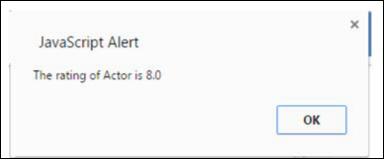 JavaScript Alert
The rating of Actor is 8.0
OK